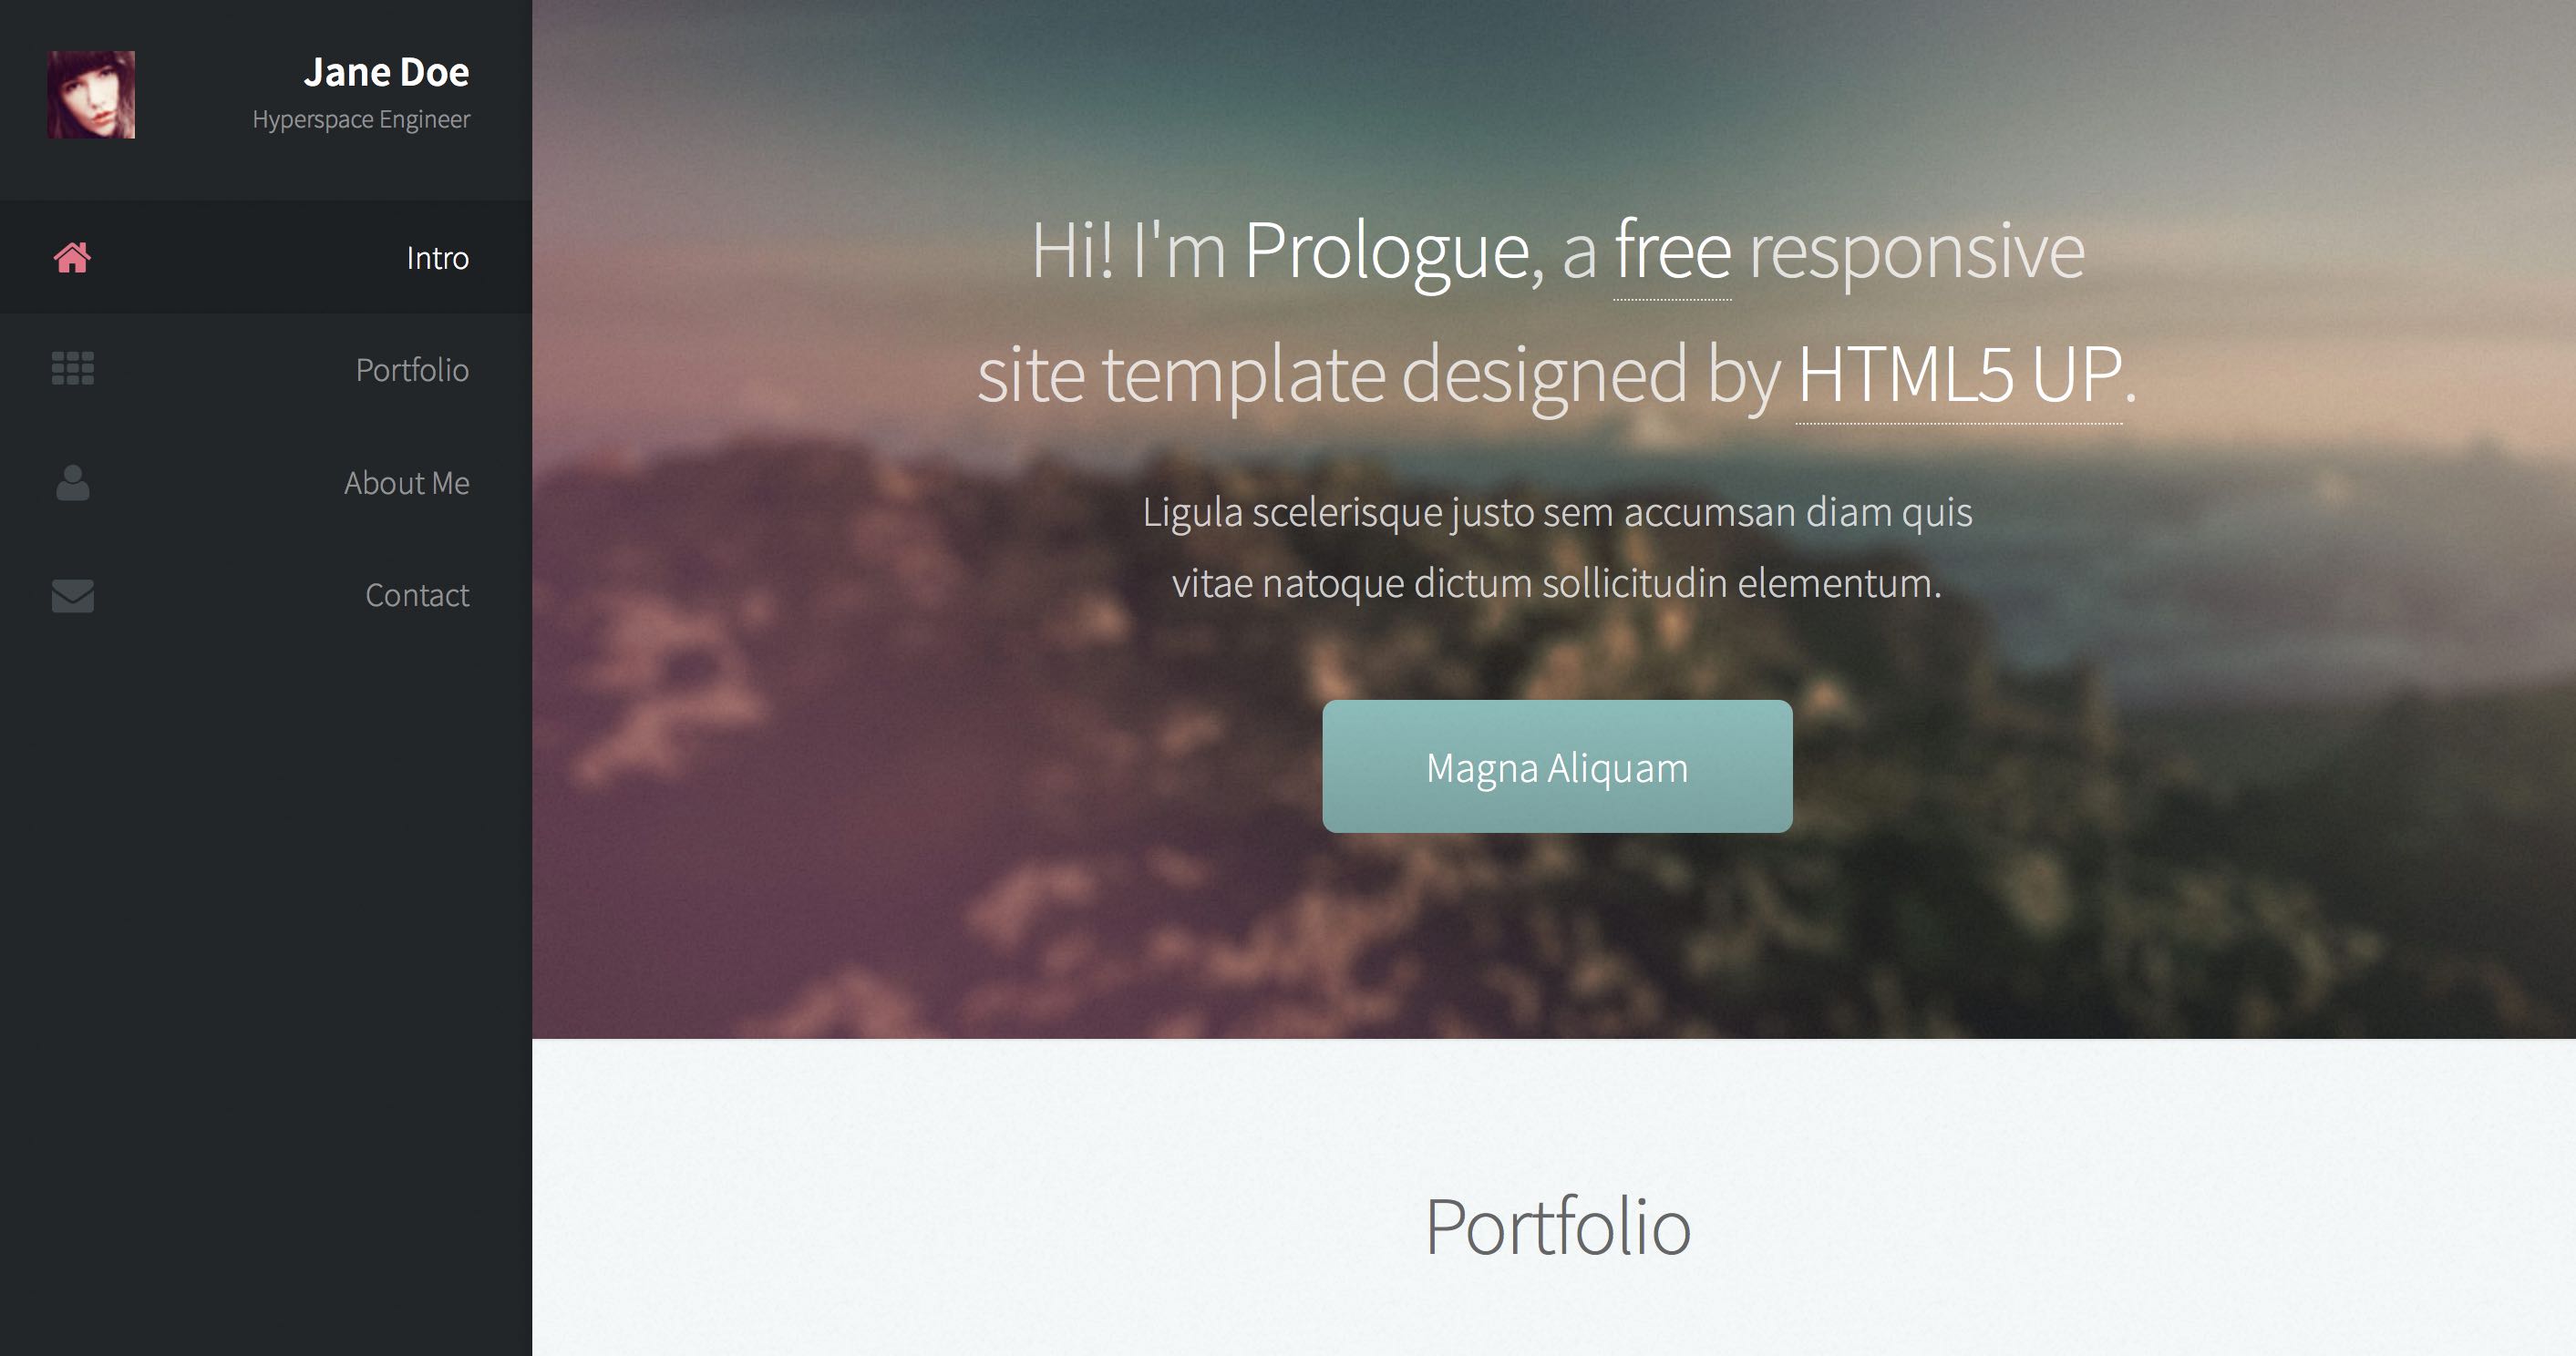 Jane Doe
Hyperspace Engineer
Intro
Portfolio
About Me
Contact
Hi! I'm Prologue, a free responsive
site template designed by HTML5 UP.
Ligula scelerisque justo sem accumsan diam quis
vitae natoque dictum sollicitudin elementum.
Magna Aliquam
Portfolio